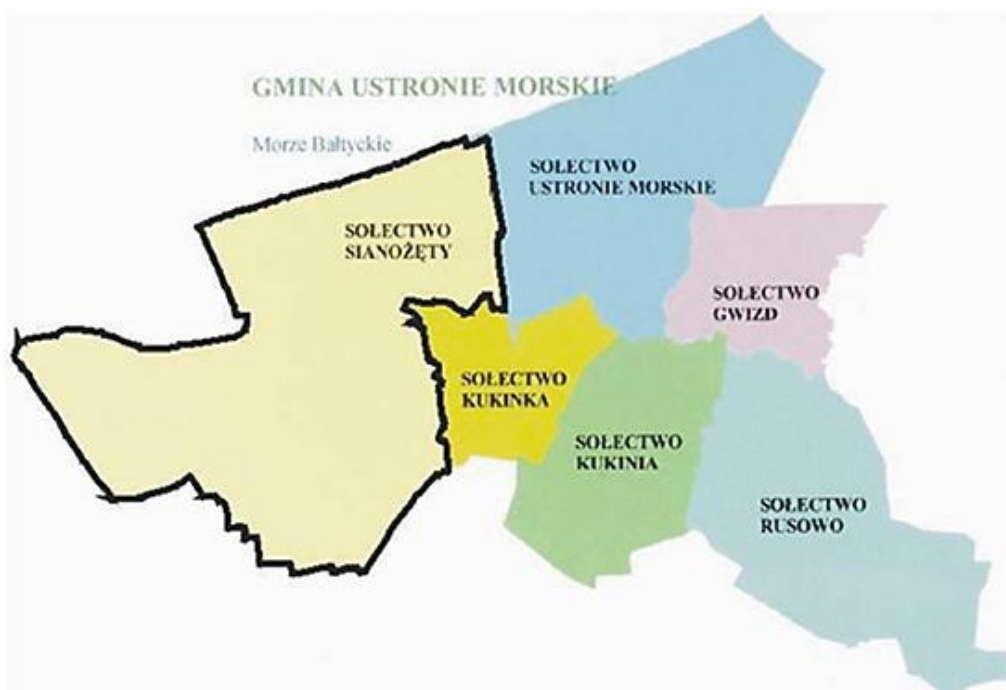 GMINA USTRONIE MORSKIE
Morze Bałtyckie
SOŁECTWO
USTRONIE MORSKIE
SOŁECTWO
SIANOŻĘTY
SOŁECTWO
GWIZD
SOŁECTWO
KUKINKA
SOŁECTWO
KUKINIA
SOŁECTWO
RUSOWO